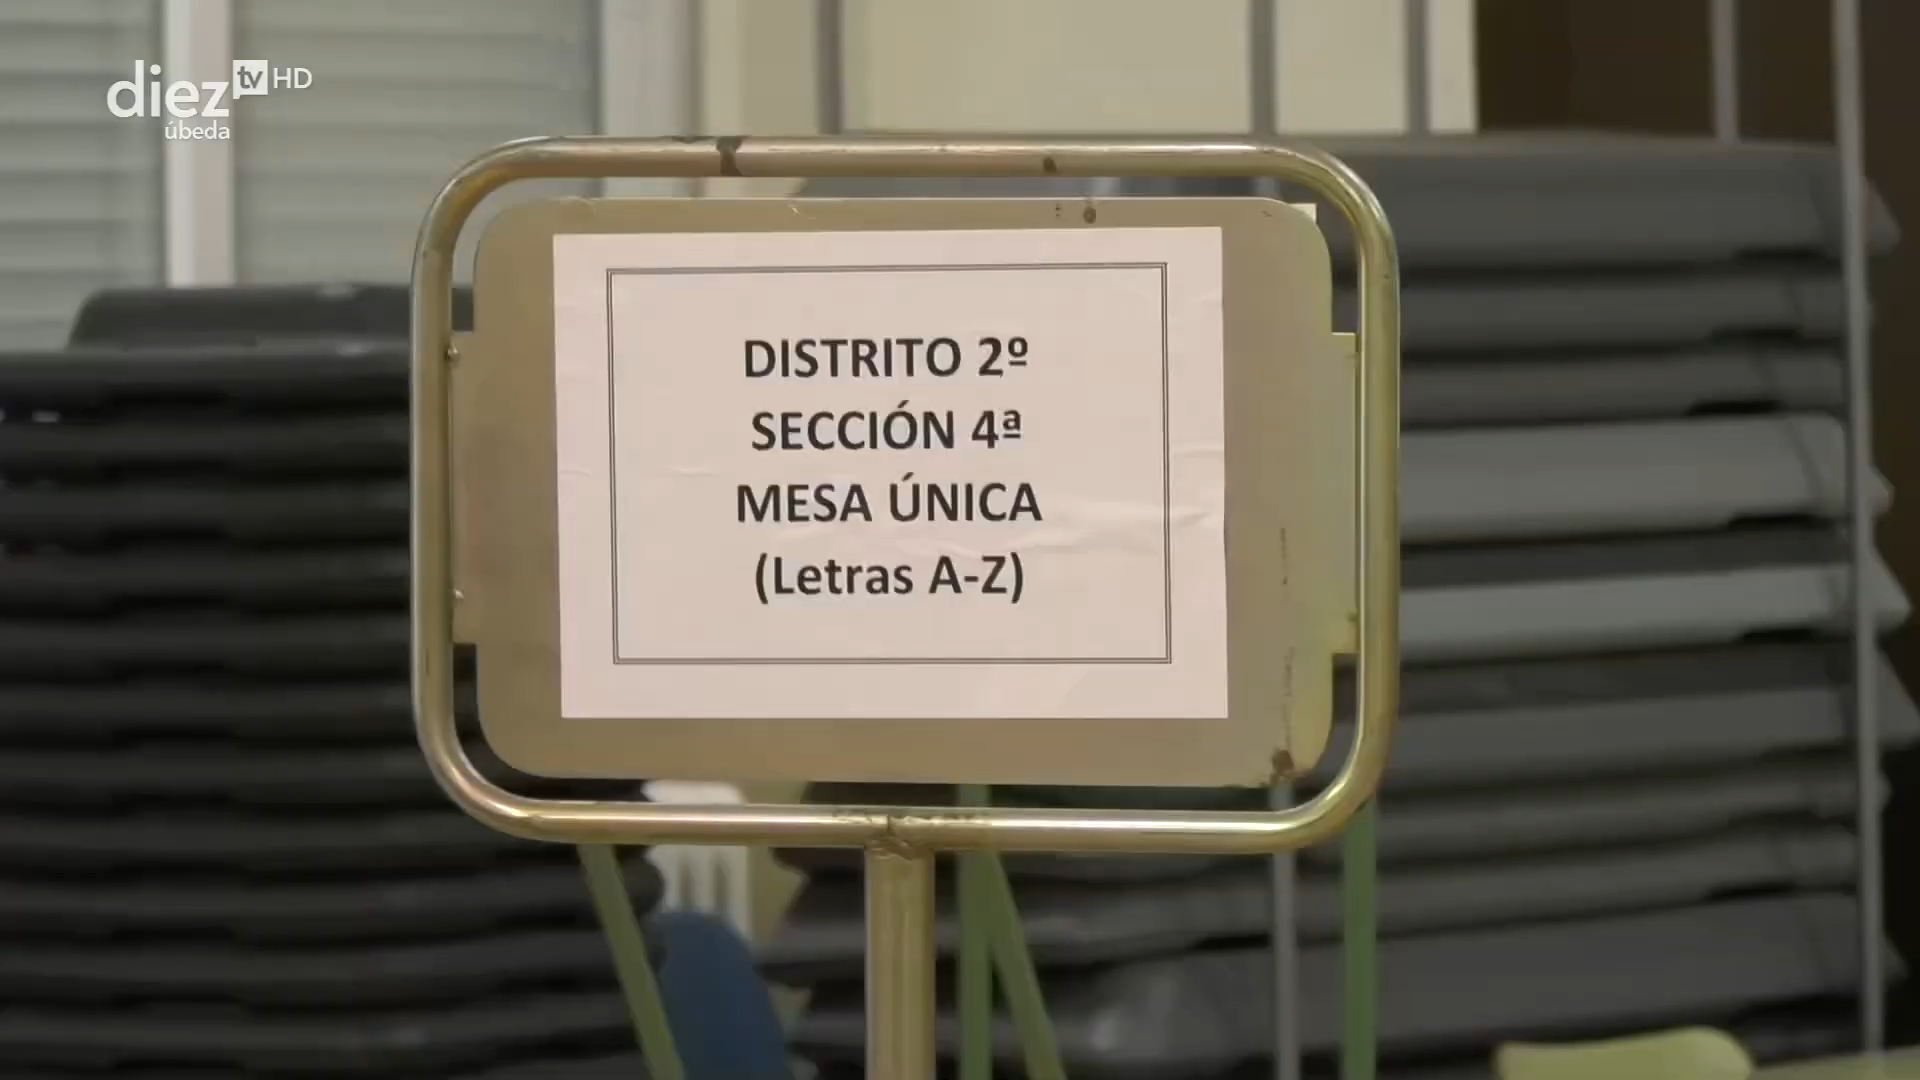 diez tv HD
úbeda
DISTRITO 2º
SECCIÓN 4ª
MESA ÚNICA
(Letras A-Z)